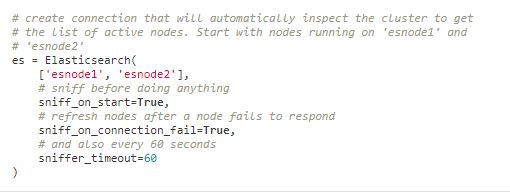 # create connection that will automatically inspect the cluster to get
# the list of active nodes. Start with nodes running on 'esnode1' and
# 'esnode2'
es = Elasticsearch(
    ['esnode1', 'esnode2'],
    # sniff before doing anything
    sniff_on_start=True,
    # refresh nodes after a node fails to respond
    sniff_on_connection_fail=True,
    # and also every 60 seconds
    sniffer_timeout=60
)